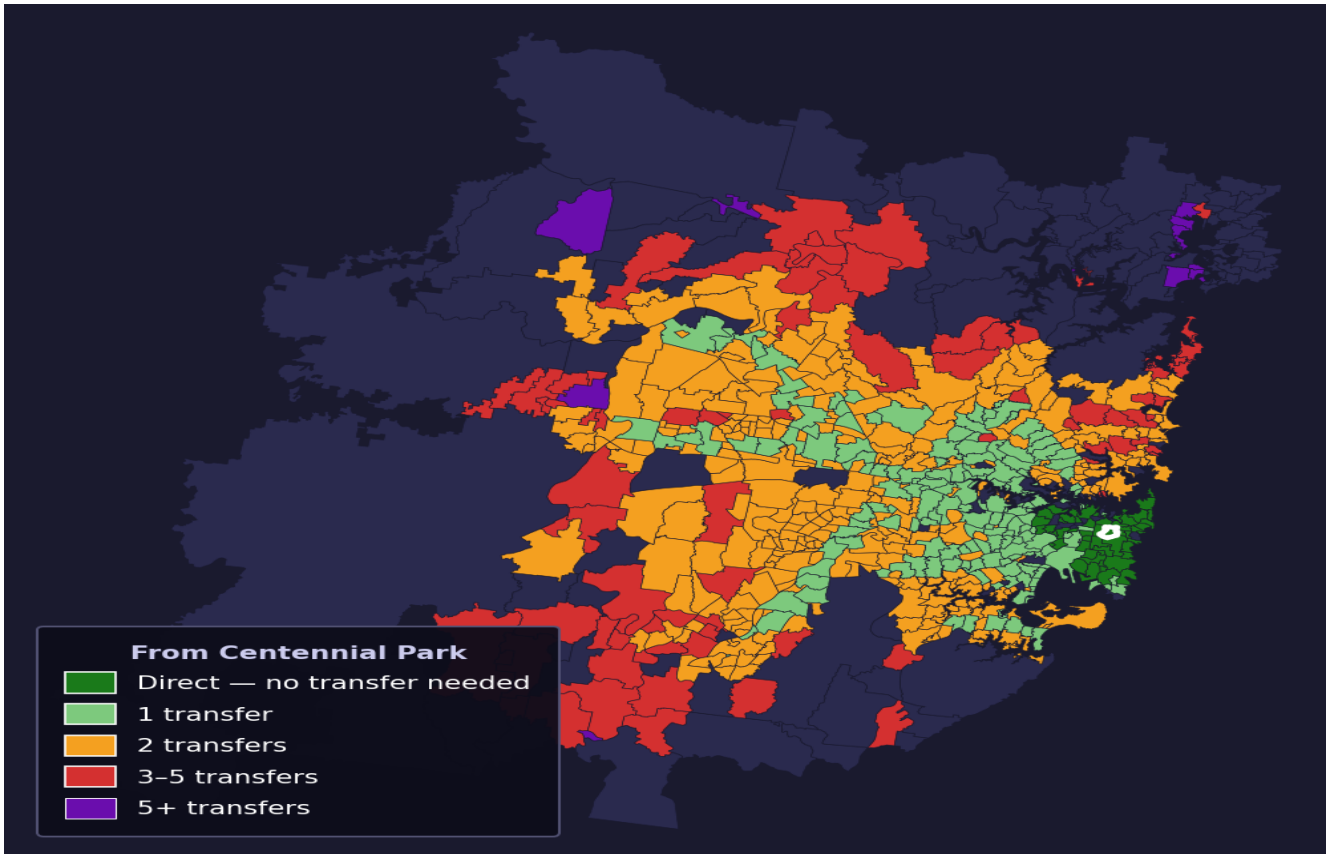 From Centennial Park
Direct — no transfer needed
1 transfer
2 transfers
3–5 transfers
5+ transfers